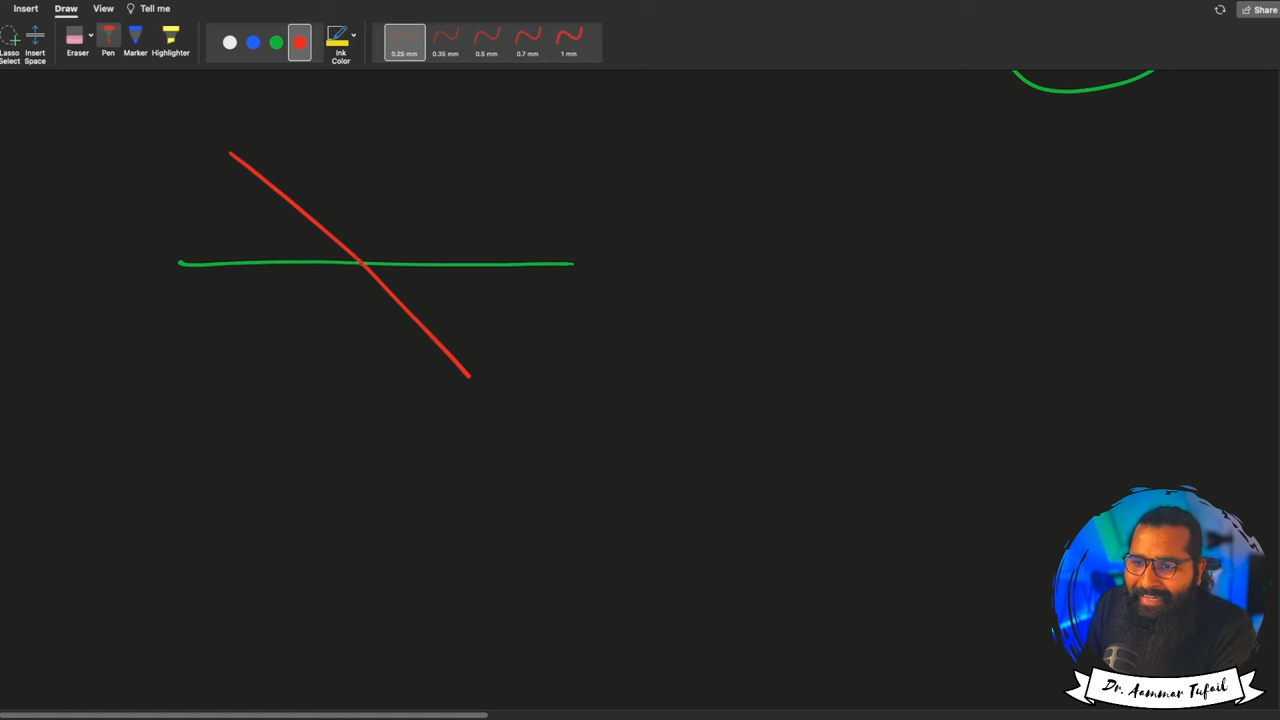 Insert Draw View Tell me
Share
Lasso Select
Insert Space
Eraser
Pen
Marker
Highlighter
Ink Color
0.25 mm
0.35 mm
0.5 mm
0.7 mm
1 mm
Dr. Aammar Tufail